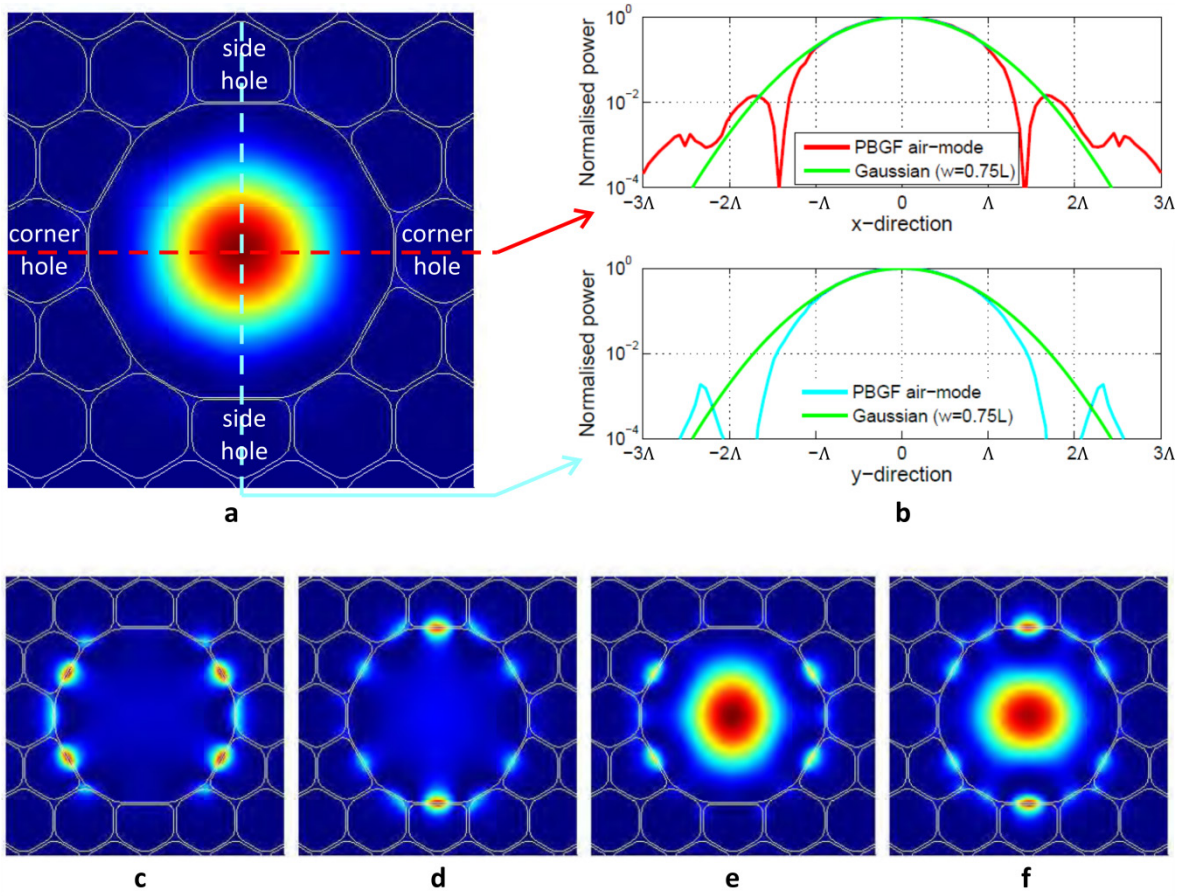 side
hole
corner
hole
corner
hole
side
hole
a
Normalised power
10^0
10^-2
10^-4
PBGF air-mode
Gaussian (w=0.75L)
−3Λ
−2Λ
−Λ
0
Λ
2Λ
3Λ
x−direction
Normalised power
10^0
10^-2
10^-4
PBGF air-mode
Gaussian (w=0.75L)
−3Λ
−2Λ
−Λ
0
Λ
2Λ
3Λ
y−direction
b
c
d
e
f